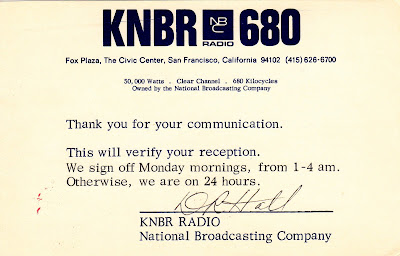 KNBR NBC RADIO 680
Fox Plaza, The Civic Center, San Francisco, California 94102 (415) 626-6700
50,000 Watts . Clear Channel . 680 Kilocycles
Owned by the National Broadcasting Company
Thank you for your communication.
This will verify your reception.
We sign off Monday mornings, from 1-4 am.
Otherwise, we are on 24 hours.
D R Hall
KNBR RADIO
National Broadcasting Company